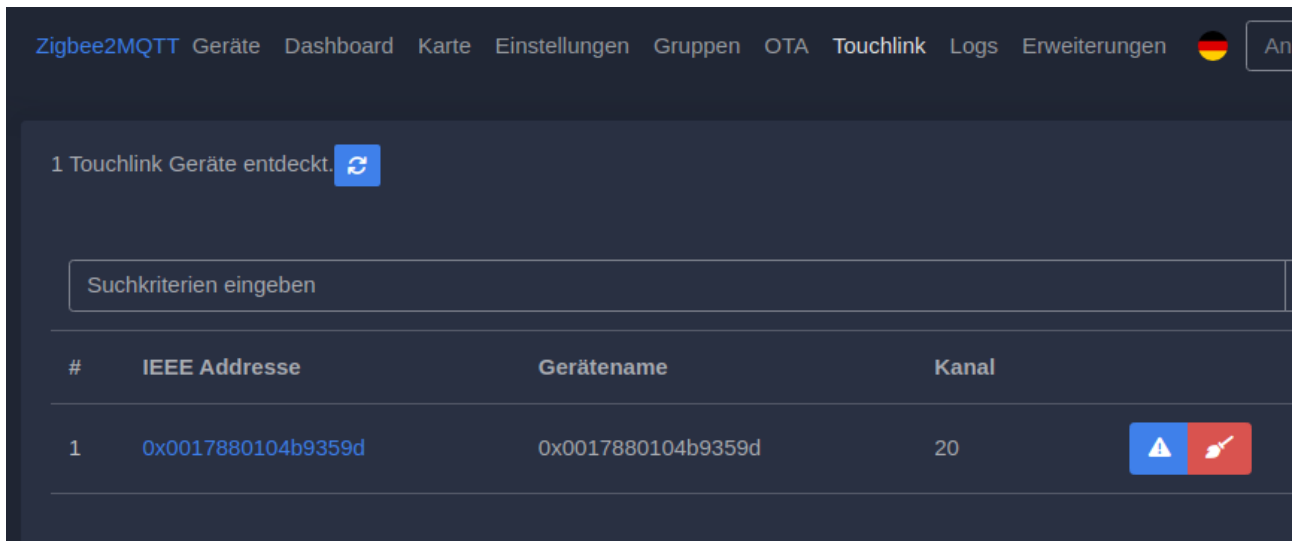 Zigbee2MQTT Geräte Dashboard Karte Einstellungen Gruppen OTA Touchlink Logs Erweiterungen
1 Touchlink Geräte entdeckt.
Suchkriterien eingeben
# IEEE Addresse Gerätename Kanal
1 0x0017880104b9359d 0x0017880104b9359d 20